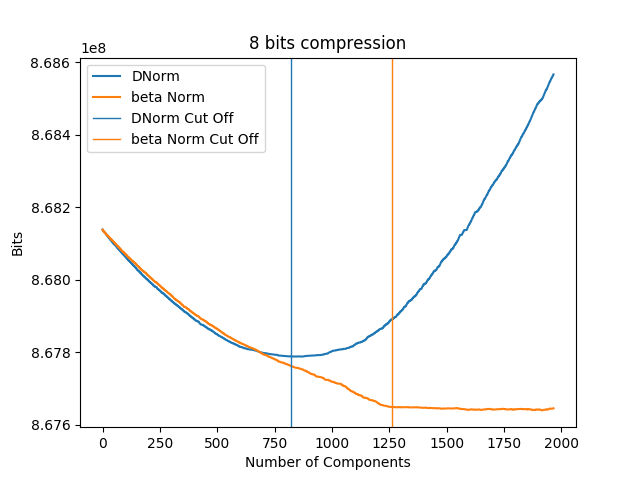 8 bits compression
1e8
8.686
8.684
8.682
8.680
8.678
8.676
Bits
DNorm
beta Norm
DNorm Cut Off
beta Norm Cut Off
0 250 500 750 1000 1250 1500 1750 2000
Number of Components